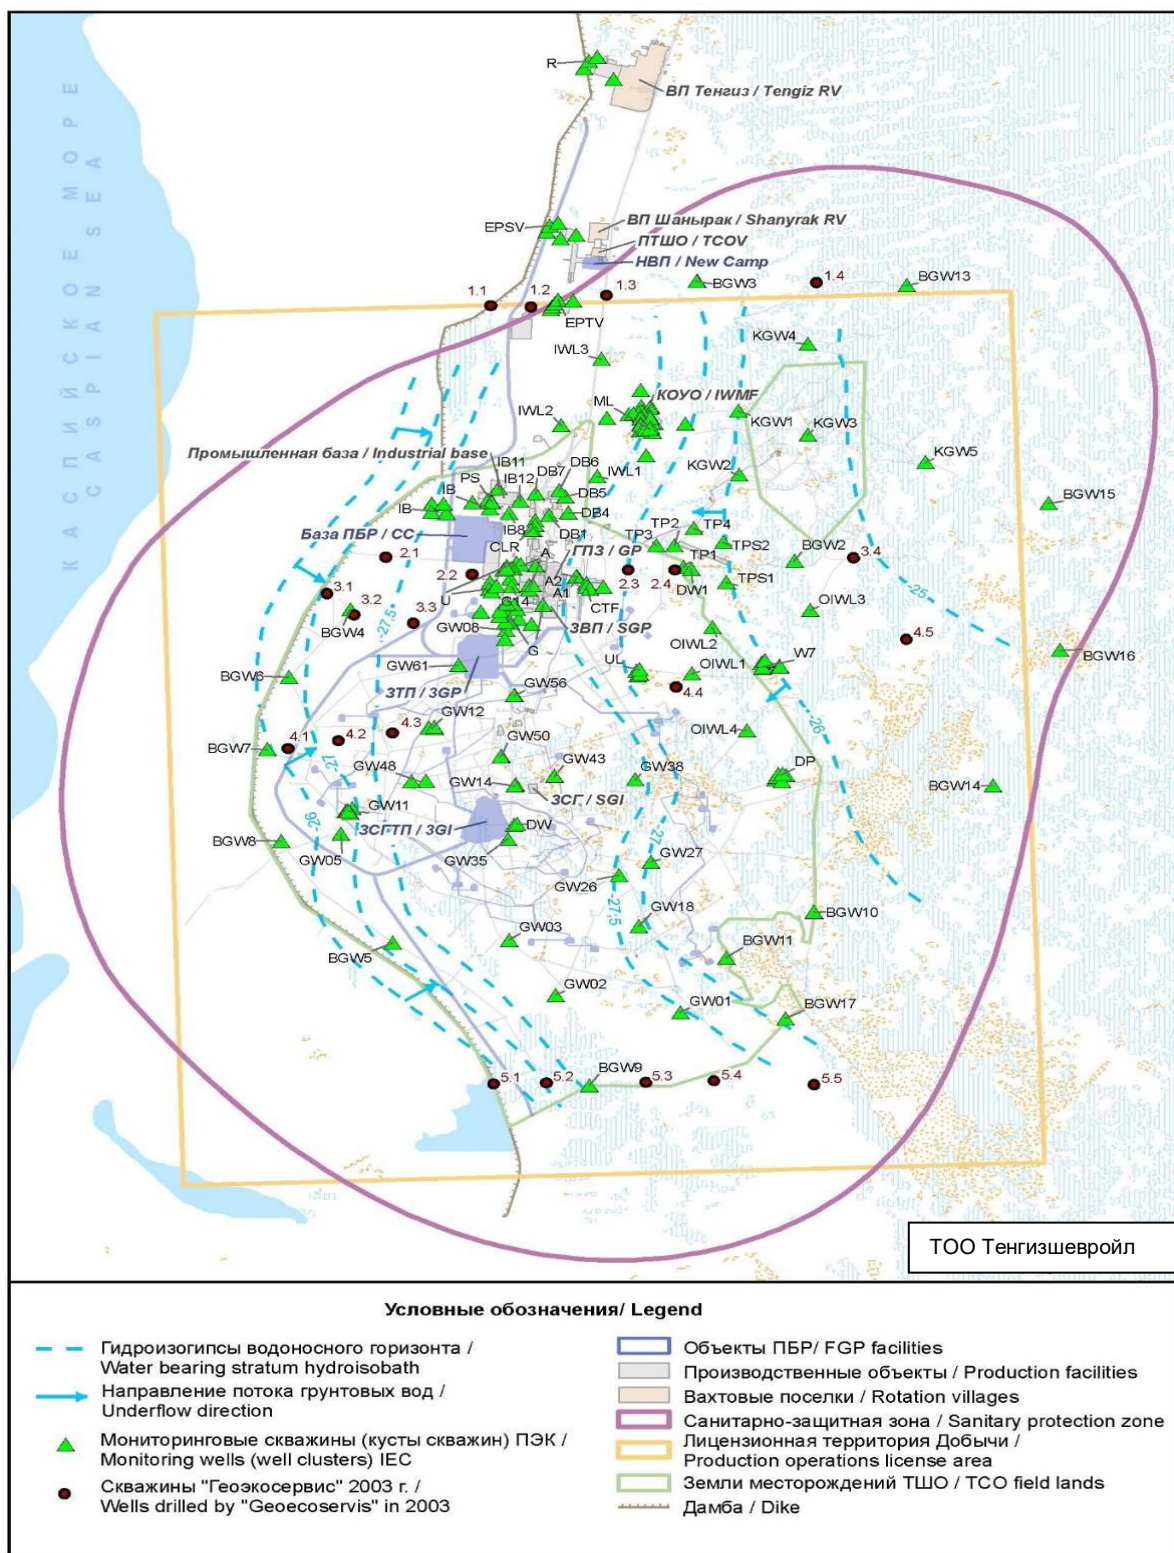 КАСПИЙСКОЕ МОРЕ
CASPIAN SEA
R
ВП Тенгиз / Tengiz RV
EPSV
ВП Шанырак / Shanyrak RV
ПТШО / TCOV
НВП / New Camp
BGW3
1.4
BGW13
1.1
1.2
1.3
EPTV
IWL3
KGW4
ML
КОУО / IWMF
IWL2
KGW1
KGW3
Промышленная база / Industrial base
IB11
DB6
PS
IB12
DB7
IWL1
KGW2
KGW5
IB
DB5
BGW15
IB
DB4
IB8
DB1
TP2
TP4
База ПБР / CC
TP3
TPS2
BGW2
3.4
CLR
A
ГПЗ / GP
TP1
2.1
2.2
A2
2.3
2.4
DW1
TPS1
-25
3.1
U
A1
CTF
3.2
3.3
G14
OIWL3
BGW4
-27,5
GW08
ЗВП / SGP
OIWL2
4.5
G
GW61
UL
OIWL1
W7
BGW16
BGW6
ЗТП / 3GP
GW56
4.4
-26
4.1
4.2
4.3
GW12
OIWL4
BGW7
GW50
-27
GW48
GW43
GW38
DP
GW14
BGW14
ЗСГ / SGI
-26
GW11
ЗСГТП / 3GI
DW
-27
BGW8
GW05
GW35
GW27
GW26
-27,5
GW18
BGW10
GW03
BGW5
BGW11
GW02
GW01
BGW17
5.1
5.2
BGW9
5.3
5.4
5.5
ТОО Тенгизшевройл
Условные обозначения/ Legend
Гидроизогипсы водоносного горизонта /
Water bearing stratum hydroisobath
Направление потока грунтовых вод /
Underflow direction
Мониторинговые скважины (кусты скважин) ПЭК /
Monitoring wells (well clusters) IEC
Скважины "Геоэкосервис" 2003 г. /
Wells drilled by "Geoecoservis" in 2003
Объекты ПБР/ FGP facilities
Производственные объекты / Production facilities
Вахтовые поселки / Rotation villages
Санитарно-защитная зона / Sanitary protection zone
Лицензионная территория Добычи /
Production operations license area
Земли месторождений ТШО / TCO field lands
Дамба / Dike